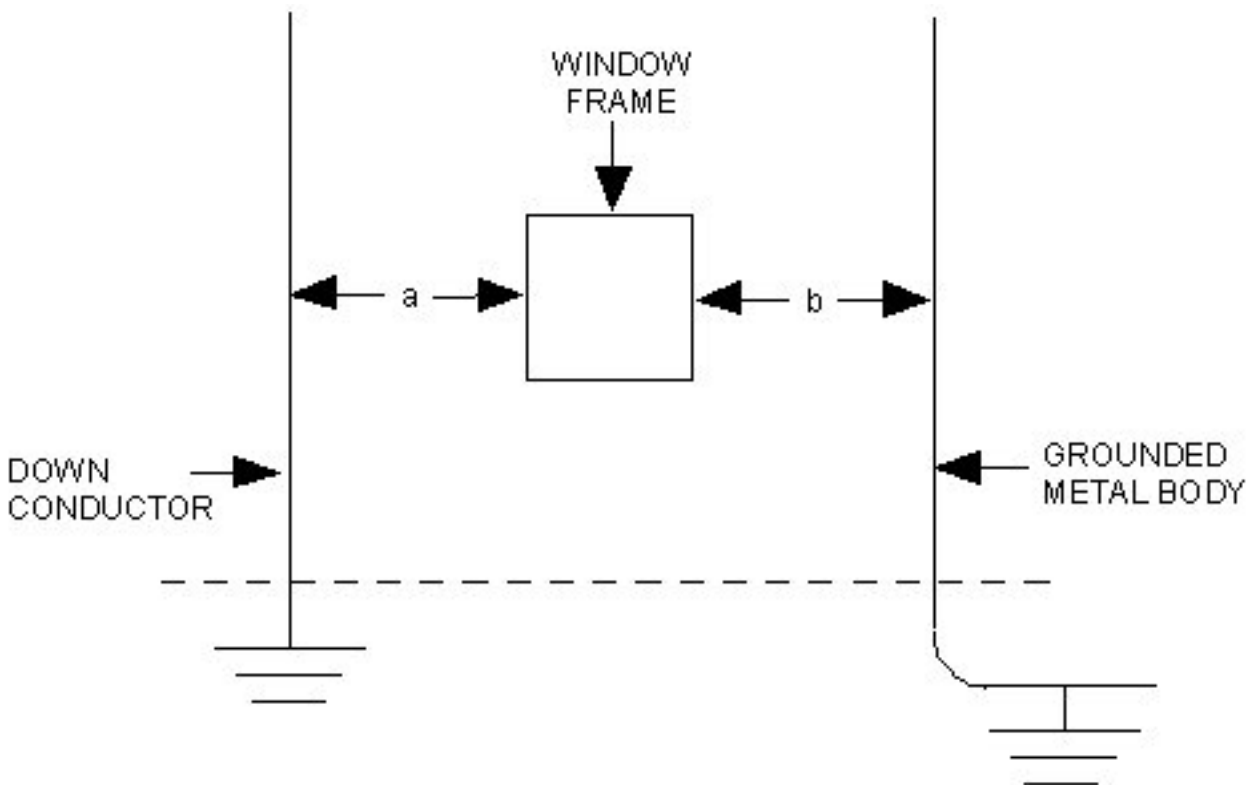 WINDOW
FRAME
a
b
DOWN
CONDUCTOR
GROUNDED
METAL BODY